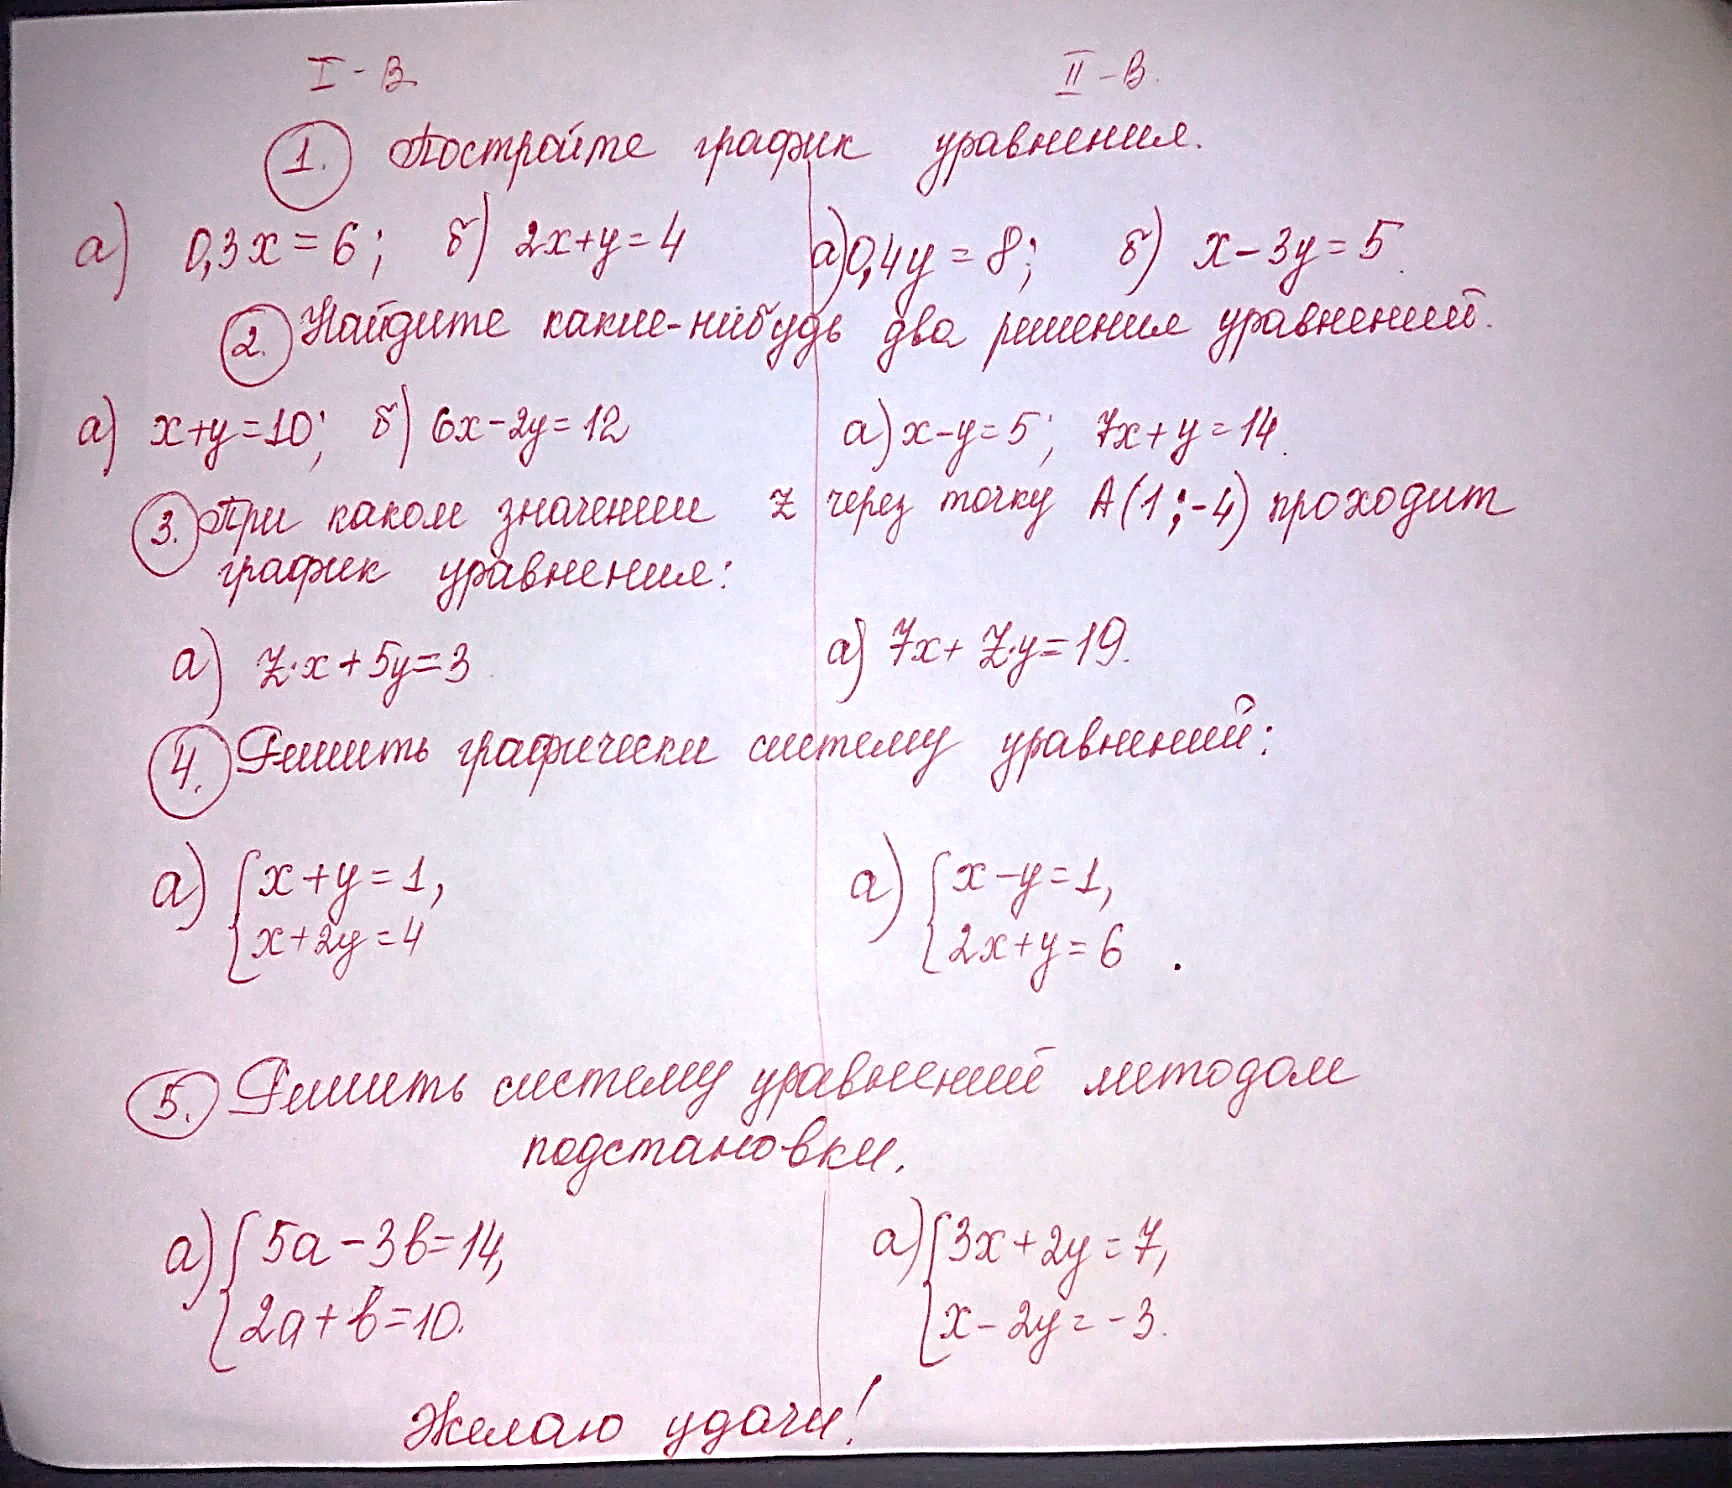 I - В. II - В.
1. Постройте график уравнения.
а) 0,3x = 6; б) 2x+y=4 а) 0,4y = 8; б) x - 3y = 5.
2. Найдите какие-нибудь два решения уравнений.
а) x+y=10; б) 6x-2y=12 а) x-y=5; 7x+y=14.
3. При каком значении z через точку А(1;-4) проходит
график уравнения:
а) z·x+5y=3 а) 7x+z·y=19.
4. Решить графически систему уравнений:
а) { x+y=1, а) { x-y=1,
x+2y=4 2x+y=6.
5. Решить систему уравнений методом
подстановки.
а) { 5a-3b=14, а) { 3x+2y=7,
2a+b=10. x-2y=-3.
Желаю удачи!